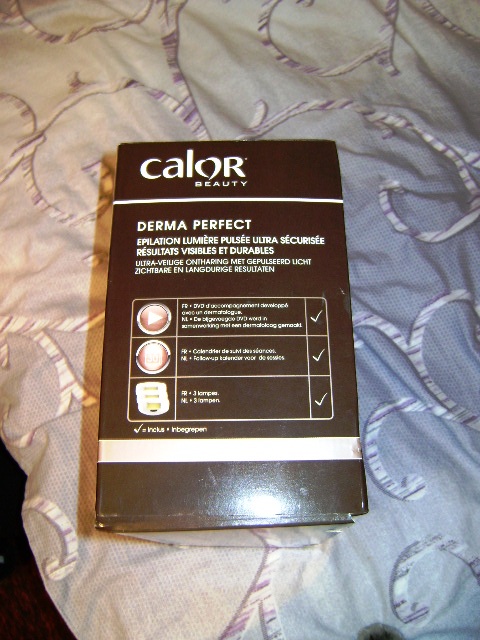 calor
BEAUTY
DERMA PERFECT
EPILATION LUMIÈRE PULSÉE ULTRA SÉCURISÉE
RÉSULTATS VISIBLES ET DURABLES
ULTRA-VEILIGE ONTHARING MET GEPULSEERD LICHT
ZICHTBARE EN LANGDURIGE RESULTATEN
FR • DVD d'accompagnement développé
avec un dermatologue.
NL • De bijgevoegde DVD werd in
samenwerking met een dermatoloog gemaakt.
FR • Calendrier de suivi des séances.
NL • Follow-up kalender voor de sessies.
FR • 3 lampes.
NL • 3 lampen.
✓= Inclus • Inbegrepen